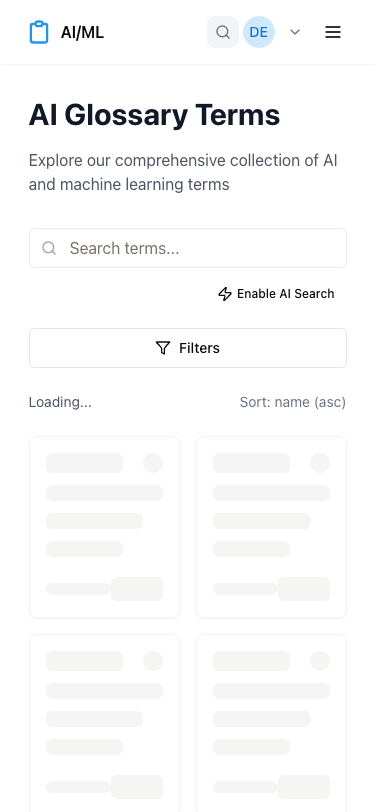 AI/ML
DE
AI Glossary Terms
Explore our comprehensive collection of AI
and machine learning terms
Search terms...
Enable AI Search
Filters
Loading...
Sort: name (asc)